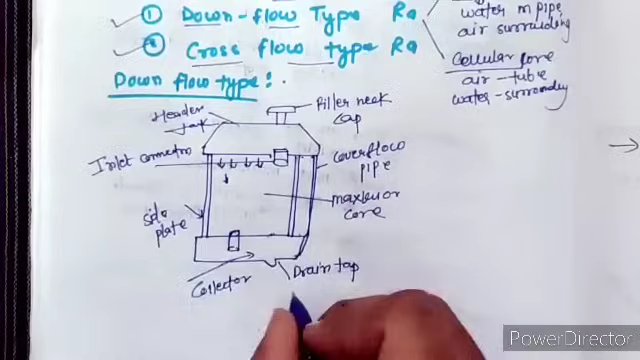 ① Down-flow Type Ra
② Cross flow type Ra
water in pipe
air surrounding
Cellular Core
air - tube
water - surrounding
Down flow type:-
Header
tank
Filler neck
cap
Inlet connection
overflow
pipe
core
side
plate
Collector
Drain tap
PowerDirector